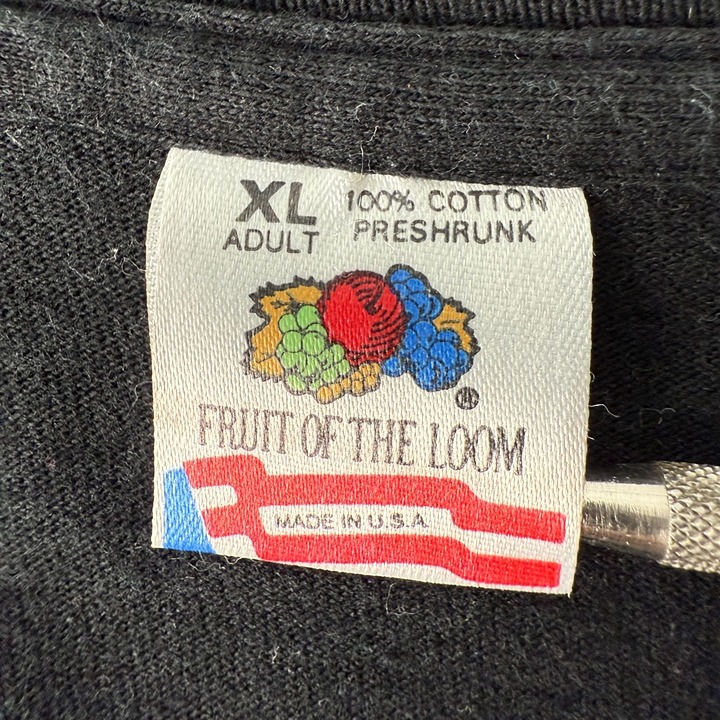 XL 100% COTTON
ADULT PRESHRUNK
®
FRUIT OF THE LOOM
MADE IN U.S.A.